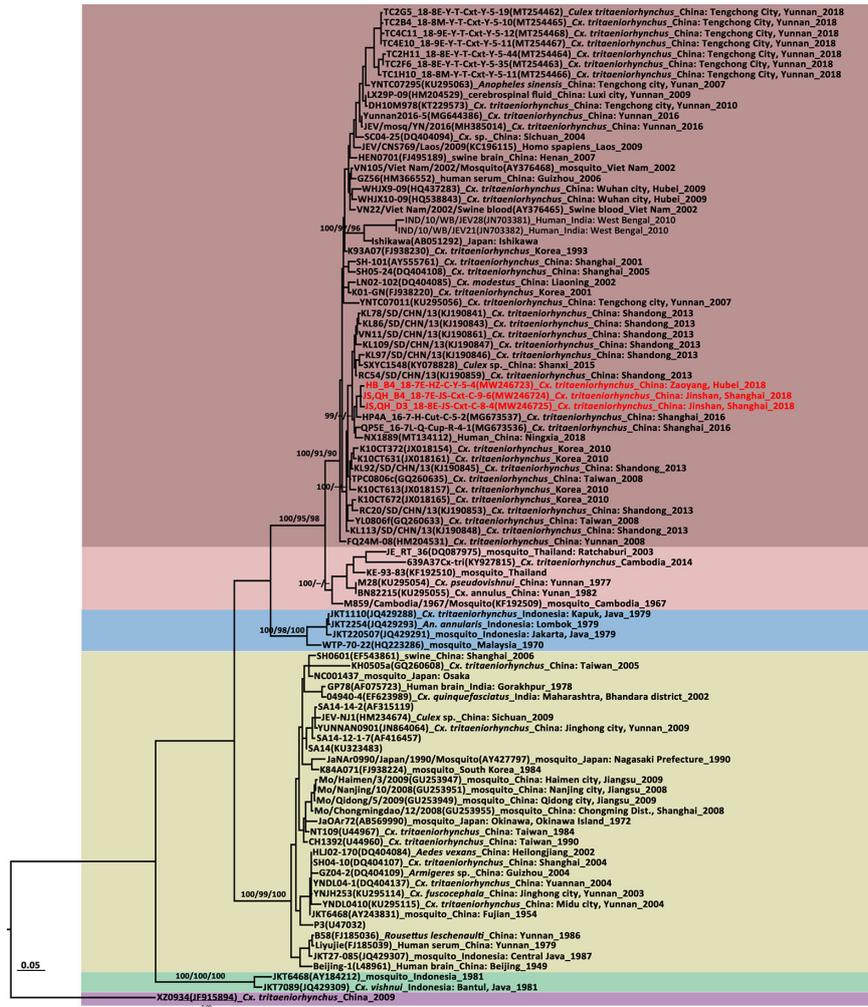 TC2G5_18-8E-Y-T-Cxt-Y-5-19(MT254462)_Culex tritaeniorhynchus_China: Tengchong City, Yunnan_2018
TC2B4_18-8M-Y-T-Cxt-Y-5-10(MT254465)_Cx. tritaeniorhynchus_China: Tengchong City, Yunnan_2018
TC4C11_18-9E-Y-T-Cxt-Y-5-12(MT254468)_Cx. tritaeniorhynchus_China: Tengchong City, Yunnan_2018
TC4E10_18-9E-Y-T-Cxt-Y-5-11(MT254467)_Cx. tritaeniorhynchus_China: Tengchong City, Yunnan_2018
TC2H11_18-8E-Y-T-Cxt-Y-5-44(MT254464)_Cx. tritaeniorhynchus_China: Tengchong City, Yunnan_2018
TC2F6_18-8E-Y-T-Cxt-Y-5-35(MT254463)_Cx. tritaeniorhynchus_China: Tengchong City, Yunnan_2018
TC1H10_18-8M-Y-T-Cxt-Y-5-11(MT254466)_Cx. tritaeniorhynchus_China: Tengchong City, Yunnan_2018
YNTC07295(KU295063)_Anopheles sinensis_China: Tengchong city, Yunan_2007
LX29P-09(HM204529)_cerebrospinal fluid_China: Luxi city, Yunnan_2009
DH10M978(KT229573)_Cx. tritaeniorhynchus_China: Tengchong city, Yunnan_2010
Yunnan2016-5(MG644386)_Cx. tritaeniorhynchus_China: Yunnan_2016
JEV/mosq/YN/2016(MH385014)_Cx. tritaeniorhynchus_China: Yunnan_2016
SC04-25(DQ404094)_Cx. sp._China: Sichuan_2004
JEV/CNS769/Laos/2009(KC196115)_Homo spapiens_Laos_2009
HEN0701(FJ495189)_swine brain_China: Henan_2007
VN105/Viet Nam/2002/Mosquito(AY376468)_mosquito_Viet Nam_2002
GZ56(HM366552)_human serum_China: Guizhou_2006
WHJX9-09(HQ437283)_Cx. tritaeniorhynchus_China: Wuhan city, Hubei_2009
WHJX10-09(HQ538843)_Cx. tritaeniorhynchus_China: Wuhan city, Hubei_2009
VN22/Viet Nam/2002/Swine blood(AY376465)_Swine blood_Viet Nam_2002
IND/10/WB/JEV28(JN703381)_Human_India: West Bengal_2010
100/97/96 IND/10/WB/JEV21(JN703382)_Human_India: West Bengal_2010
Ishikawa(AB051292)_Japan: Ishikawa
K93A07(FJ938230)_Cx. tritaeniorhynchus_Korea_1993
SH-101(AY555761)_Cx. tritaeniorhynchus_China: Shanghai_2001
SH05-24(DQ404108)_Cx. tritaeniorhynchus_China: Shanghai_2005
LN02-102(DQ404085)_Cx. modestus_China: Liaoning_2002
K01-GN(FJ938220)_Cx. tritaeniorhynchus_Korea_2001
YNTC07011(KU295056)_Cx. tritaeniorhynchus_China: Tengchong city, Yunnan_2007
KL78/SD/CHN/13(KJ190841)_Cx. tritaeniorhynchus_China: Shandong_2013
KL86/SD/CHN/13(KJ190843)_Cx. tritaeniorhynchus_China: Shandong_2013
VN11/SD/CHN/13(KJ190861)_Cx. tritaeniorhynchus_China: Shandong_2013
KL109/SD/CHN/13(KJ190847)_Cx. tritaeniorhynchus_China: Shandong_2013
KL97/SD/CHN/13(KJ190846)_Cx. tritaeniorhynchus_China: Shandong_2013
SXYC1548(KY078828)_Culex sp._China: Shanxi_2015
RC54/SD/CHN/13(KJ190859)_Cx. tritaeniorhynchus_China: Shandong_2013
HB_B4_18-7E-HZ-C-Y-5-4(MW246723)_Cx. tritaeniorhynchus_China: Zaoyang, Hubei_2018
JS,QH_B4_18-7E-JS-Cxt-C-9-6(MW246724)_Cx. tritaeniorhynchus_China: Jinshan, Shanghai_2018
JS,QH_D3_18-8E-JS-Cxt-C-8-4(MW246725)_Cx. tritaeniorhynchus_China: Jinshan, Shanghai_2018
99/-/- HP4A_16-7-H-Cut-C-5-2(MG673537)_Cx. tritaeniorhynchus_China: Shanghai_2016
QP5E_16-7L-Q-Cup-R-4-1(MG673536)_Cx. tritaeniorhynchus_China: Shanghai_2016
NX1889(MT134112)_Human_China: Ningxia_2018
K10CT372(JX018154)_Cx. tritaeniorhynchus_Korea_2010
100/91/90 K10CT631(JX018161)_Cx. tritaeniorhynchus_Korea_2010
KL92/SD/CHN/13(KJ190845)_Cx. tritaeniorhynchus_China: Shandong_2013
TPC0806c(GQ260635)_Cx. tritaeniorhynchus_China: Taiwan_2008
100/-/- K10CT613(JX018157)_Cx. tritaeniorhynchus_Korea_2010
K10CT672(JX018165)_Cx. tritaeniorhynchus_Korea_2010
RC20/SD/CHN/13(KJ190853)_Cx. tritaeniorhynchus_China: Shandong_2013
100/95/98 YL0806f(GQ260633)_Cx. tritaeniorhynchus_China: Taiwan_2008
KL113/SD/CHN/13(KJ190848)_Cx. tritaeniorhynchus_China: Shandong_2013
FQ24M-08(HM204531)_Cx. tritaeniorhynchus_China: Yunnan_2008
JE_RT_36(DQ087975)_mosquito_Thailand: Ratchaburi_2003
639A37Cx-tri(KY927815)_Cx. tritaeniorhynchus_Cambodia_2014
KE-93-83(KF192510)_mosquito_Thailand
100/-/- M28(KU295054)_Cx. pseudovishnui_China: Yunnan_1977
BN82215(KU295055)_Cx. annulus_China: Yunan_1982
M859/Cambodia/1967/Mosquito(KF192509)_mosquito_Cambodia_1967
JKT1110(JQ429288)_Cx. tritaeniorhynchus_Indonesia: Kapuk, Java_1979
JKT2254(JQ429293)_An. annularis_Indonesia: Lombok_1979
100/98/100 JKT220507(JQ429291)_mosquito_Indonesia: Jakarta, Java_1979
WTP-70-22(HQ223286)_mosquito_Malaysia_1970
SH0601(EF543861)_swine_China: Shanghai_2006
KH0505a(GQ260608)_Cx. tritaeniorhynchus_China: Taiwan_2005
NC001437_mosquito_Japan: Osaka
GP78(AF075723)_Human brain_India: Gorakhpur_1978
04940-4(EF623989)_Cx. quinquefasciatus_India: Maharashtra, Bhandara district_2002
SA14-14-2(AF315119)
JEV-NJ1(HM234674)_Culex sp._China: Sichuan_2009
YUNNAN0901(JN864064)_Cx. tritaeniorhynchus_China: Jinghong city, Yunnan_2009
SA14-12-1-7(AF416457)
SA14(KU323483)
JaNAr0990/Japan/1990/Mosquito(AY427797)_mosquito_Japan: Nagasaki Prefecture_1990
K84A071(FJ938224)_mosquito_South Korea_1984
Mo/Haimen/3/2009(GU253947)_mosquito_China: Haimen city, Jiangsu_2009
Mo/Nanjing/10/2008(GU253951)_mosquito_China: Nanjing city, Jiangsu_2008
Mo/Qidong/5/2009(GU253949)_mosquito_China: Qidong city, Jiangsu_2009
Mo/Chongmingdao/12/2008(GU253955)_mosquito_China: Chongming Dist., Shanghai_2008
JaOAr72(AB569990)_mosquito_Japan: Okinawa, Okinawa Island_1972
NT109(U44967)_Cx. tritaeniorhynchus_China: Taiwan_1984
CH1392(U44960)_Cx. tritaeniorhynchus_China: Taiwan_1990
HLJ02-170(DQ404084)_Aedes vexans_China: Heilongjiang_2002
SH04-10(DQ404107)_Cx. tritaeniorhynchus_China: Shanghai_2004
GZ04-2(DQ404109)_Armigeres sp._China: Guizhou_2004
YNDL04-1(DQ404137)_Cx. tritaeniorhynchus_China: Yuannan_2004
100/99/100 YNJH253(KU295114)_Cx. fuscocephala_China: Jinghong city, Yunnan_2003
YNDL0410(KU295115)_Cx. tritaeniorhynchus_China: Midu city, Yunnan_2004
JKT6468(AY243831)_mosquito_China: Fujian_1954
P3(U47032)
B58(FJ185036)_Rousettus leschenaulti_China: Yunnan_1986
Liyujie(FJ185039)_Human serum_China: Yunnan_1979
JKT27-085(JQ429307)_mosquito_Indonesia: Central Java_1987
Beijing-1(L48961)_Human brain_China: Beijing_1949
0.05
100/100/100 JKT6468(AY184212)_mosquito_Indonesia_1981
JKT7089(JQ429309)_Cx. vishnui_Indonesia: Bantul, Java_1981
XZ0934(JF915894)_Cx. tritaeniorhynchus_China_2009